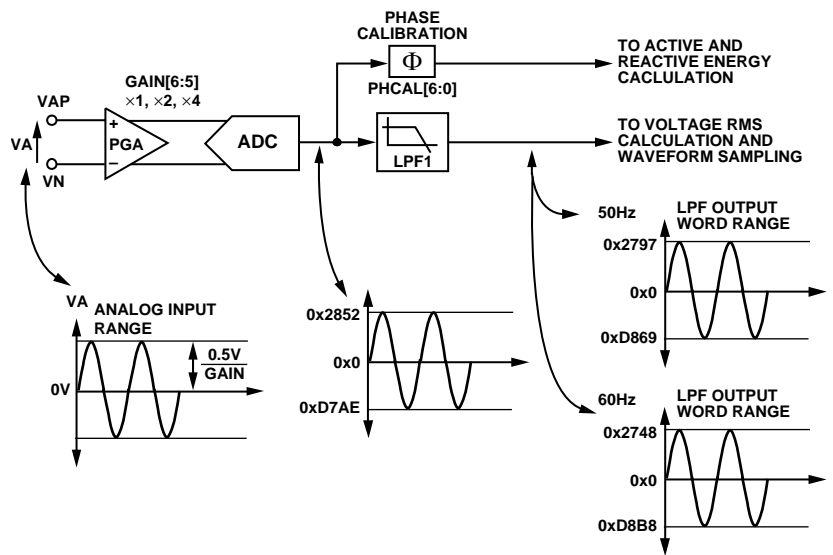 PHASE
CALIBRATION
Φ
PHCAL[6:0]
TO ACTIVE AND
REACTIVE ENERGY
CACLULATION
GAIN[6:5]
×1, ×2, ×4
VAP
+
PGA
–
VA
VN
ADC
LPF1
TO VOLTAGE RMS
CALCULATION AND
WAVEFORM SAMPLING
50Hz
LPF OUTPUT
WORD RANGE
0x2797
0x0
0xD869
VA
ANALOG INPUT
RANGE
0V
0.5V
GAIN
0x2852
0x0
0xD7AE
60Hz
LPF OUTPUT
WORD RANGE
0x2748
0x0
0xD8B8